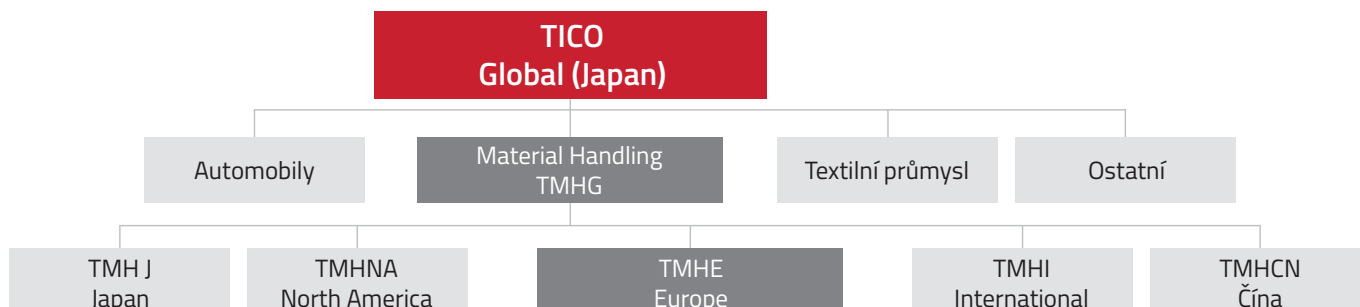 TICO
Global (Japan)
Automobily
Material Handling
TMHG
Textilní průmysl
Ostatní
TMH J
Japan
TMHNA
North America
TMHE
Europe
TMHI
International
TMHCN
Čína